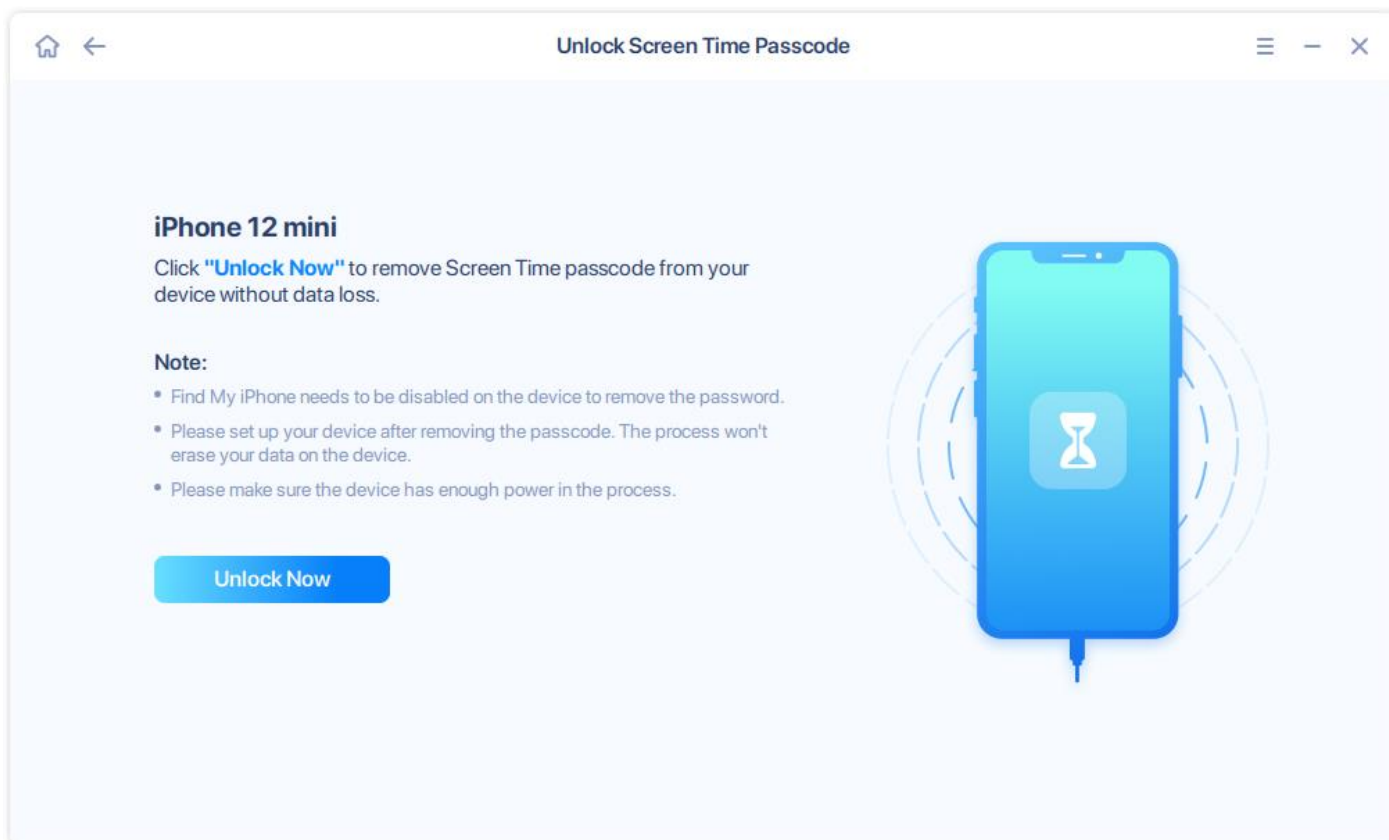 Unlock Screen Time Passcode
iPhone 12 mini
Click "Unlock Now" to remove Screen Time passcode from your
device without data loss.
Note:
• Find My iPhone needs to be disabled on the device to remove the password.
• Please set up your device after removing the passcode. The process won't
erase your data on the device.
• Please make sure the device has enough power in the process.
Unlock Now